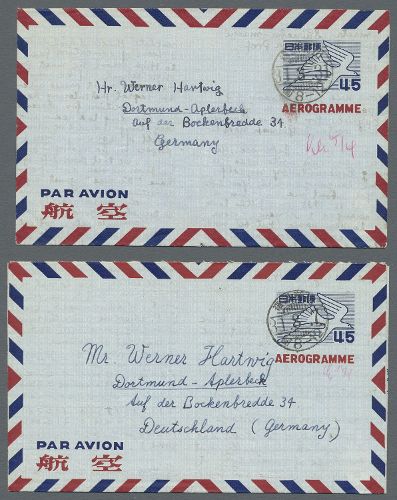 日本郵便
45
AEROGRAMME
Hr. Werner Hartwig
Dortmund-Aplerbeck
Auf der Bockenbredde 34
Germany
PAR AVION
航空
日本郵便
45
AEROGRAMME
Mr. Werner Hartwig
Dortmund-Aplerbeck
Auf der Bockenbredde 34
Deutschland (Germany)
PAR AVION
航空